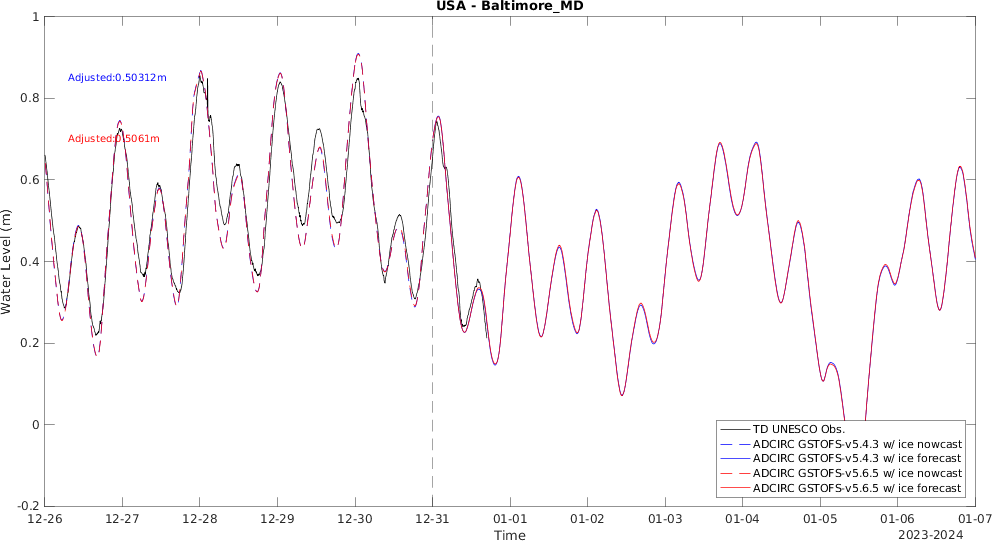 USA - Baltimore_MD
1
0.8
0.6
0.4
0.2
0
-0.2
Water Level (m)
Adjusted:0.50312m
Adjusted:0.5061m
TD UNESCO Obs.
ADCIRC GSTOFS-v5.4.3 w/ ice nowcast
ADCIRC GSTOFS-v5.4.3 w/ ice forecast
ADCIRC GSTOFS-v5.6.5 w/ ice nowcast
ADCIRC GSTOFS-v5.6.5 w/ ice forecast
12-26 12-27 12-28 12-29 12-30 12-31 01-01 01-02 01-03 01-04 01-05 01-06 01-07
Time
2023-2024